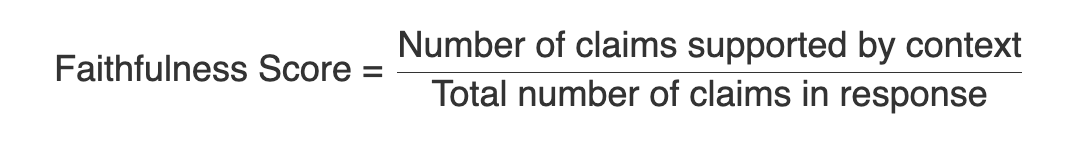 Faithfulness Score = Number of claims supported by context
Total number of claims in response